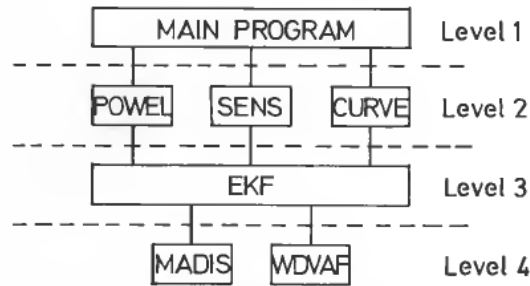 MAIN PROGRAM Level 1
POWEL SENS CURVE Level 2
EKF Level 3
MADIS WDVAF Level 4